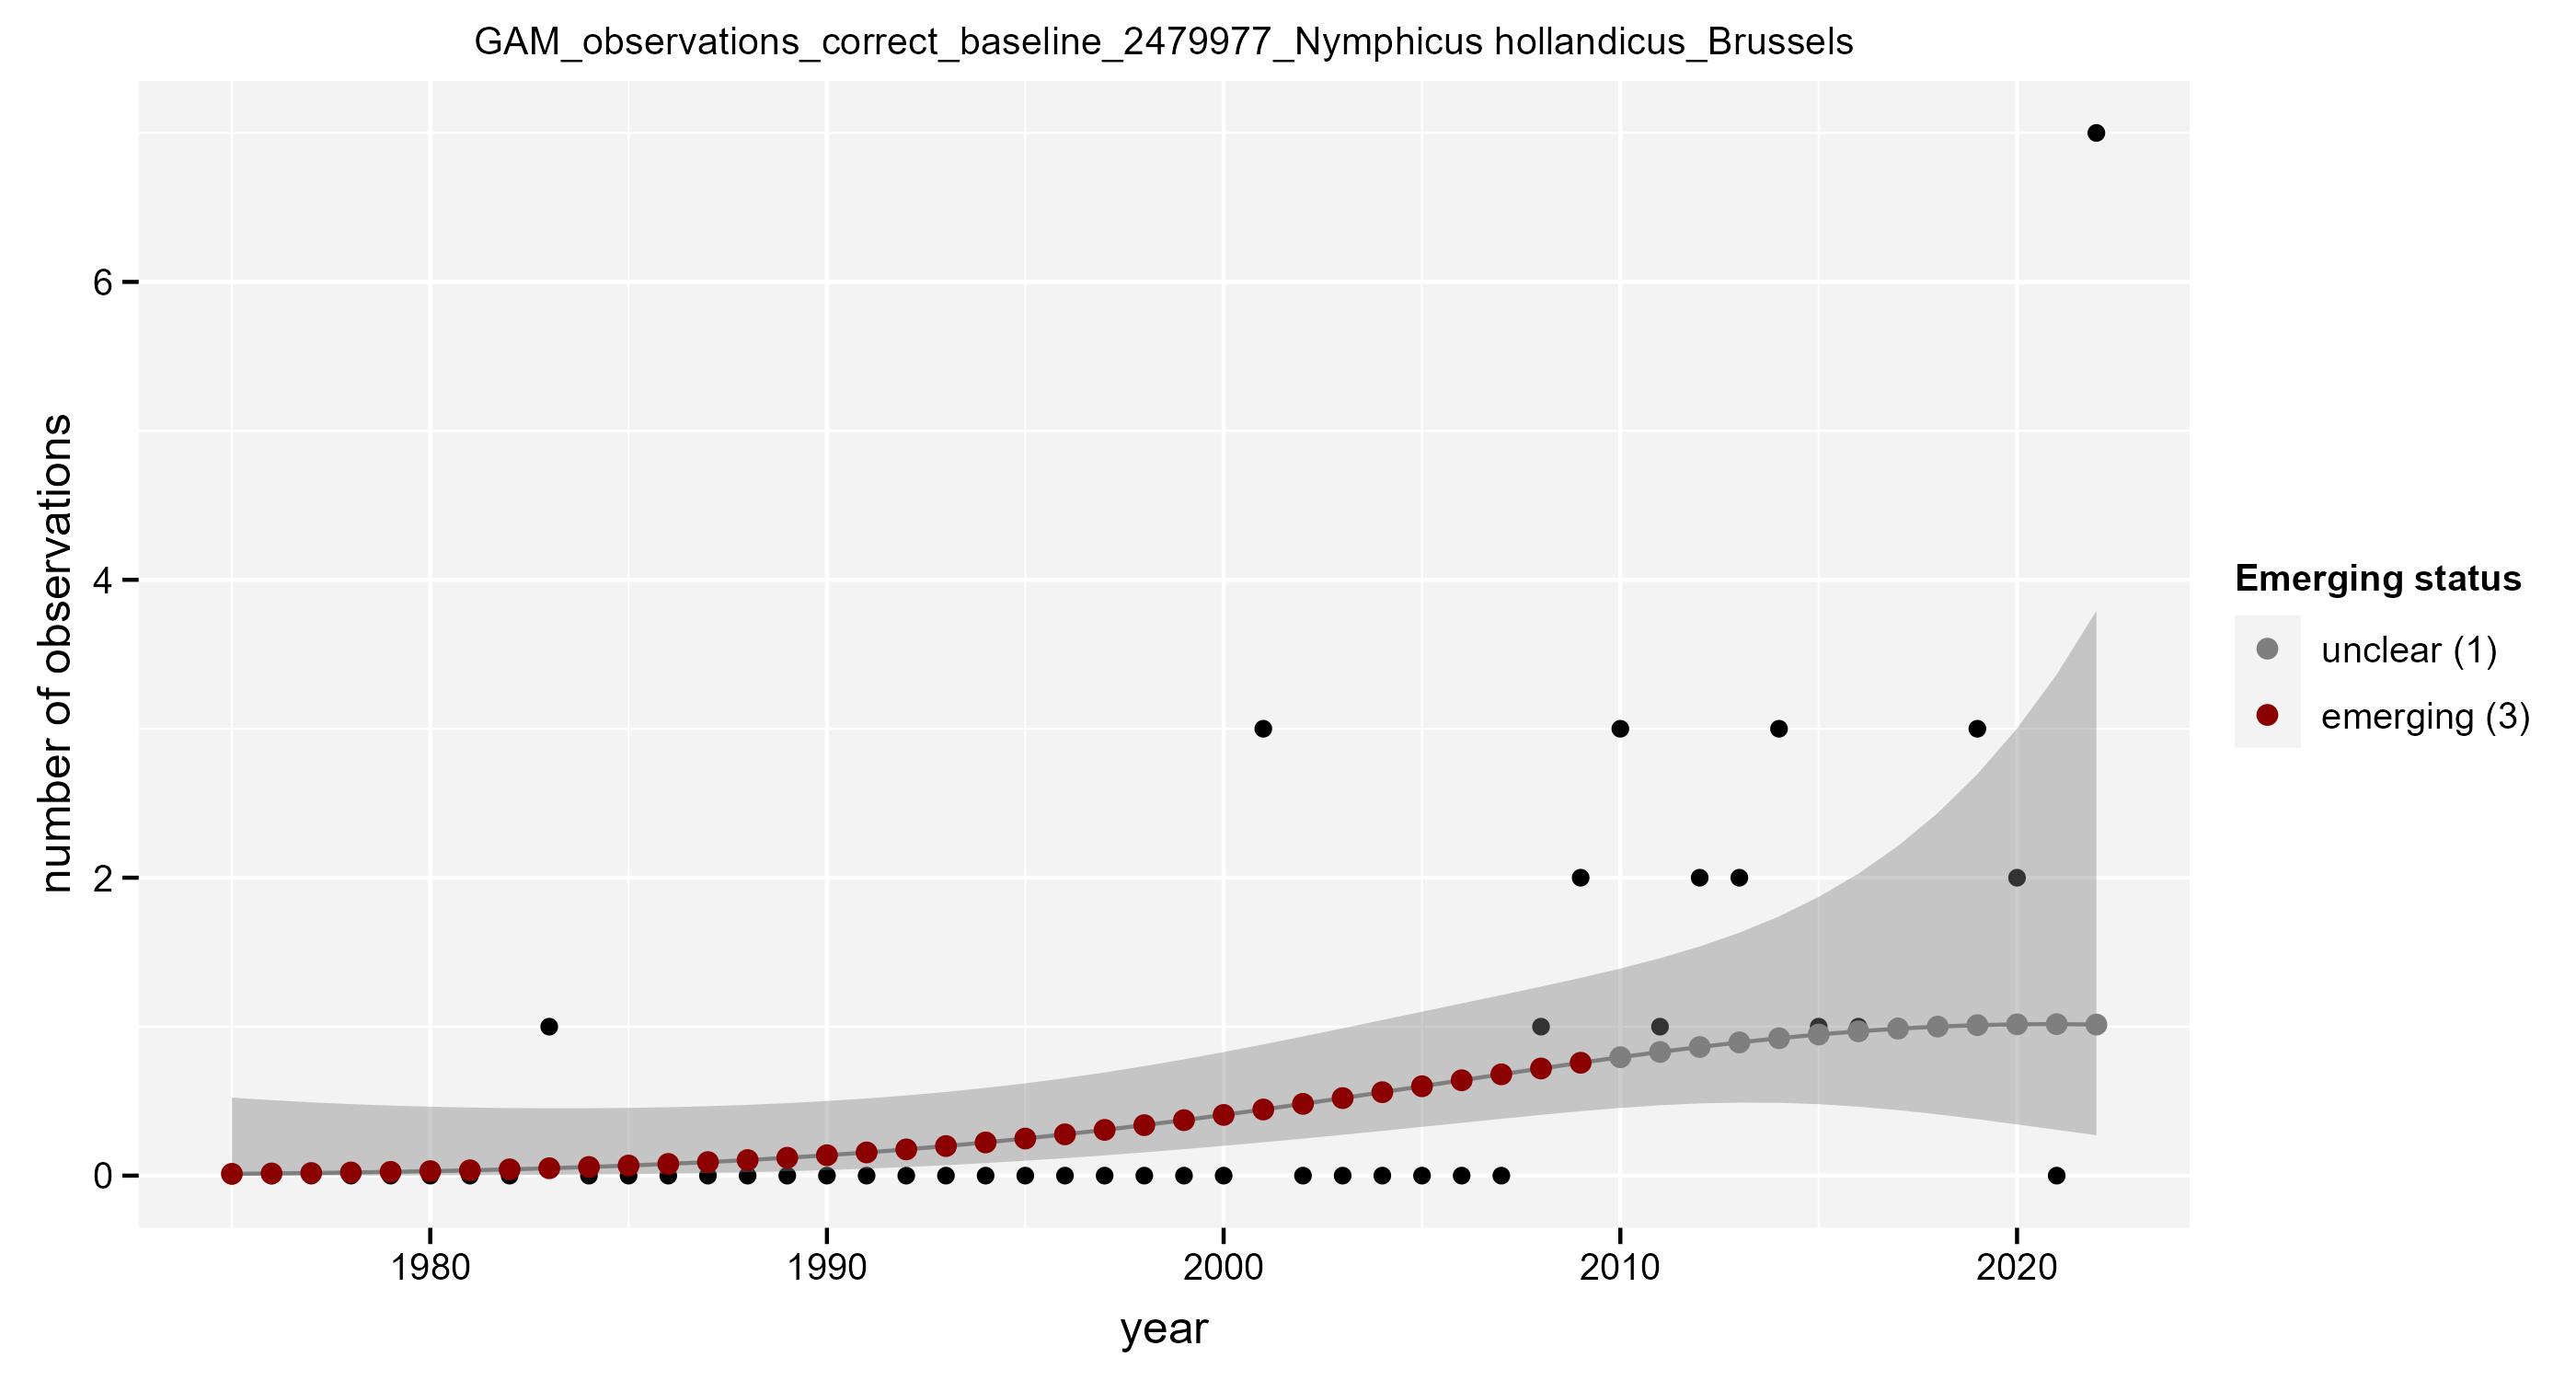 GAM_observations_correct_baseline_2479977_Nymphicus hollandicus_Brussels
number of observations
6
4
2
0
1980 1990 2000 2010 2020
year
Emerging status
unclear (1)
emerging (3)